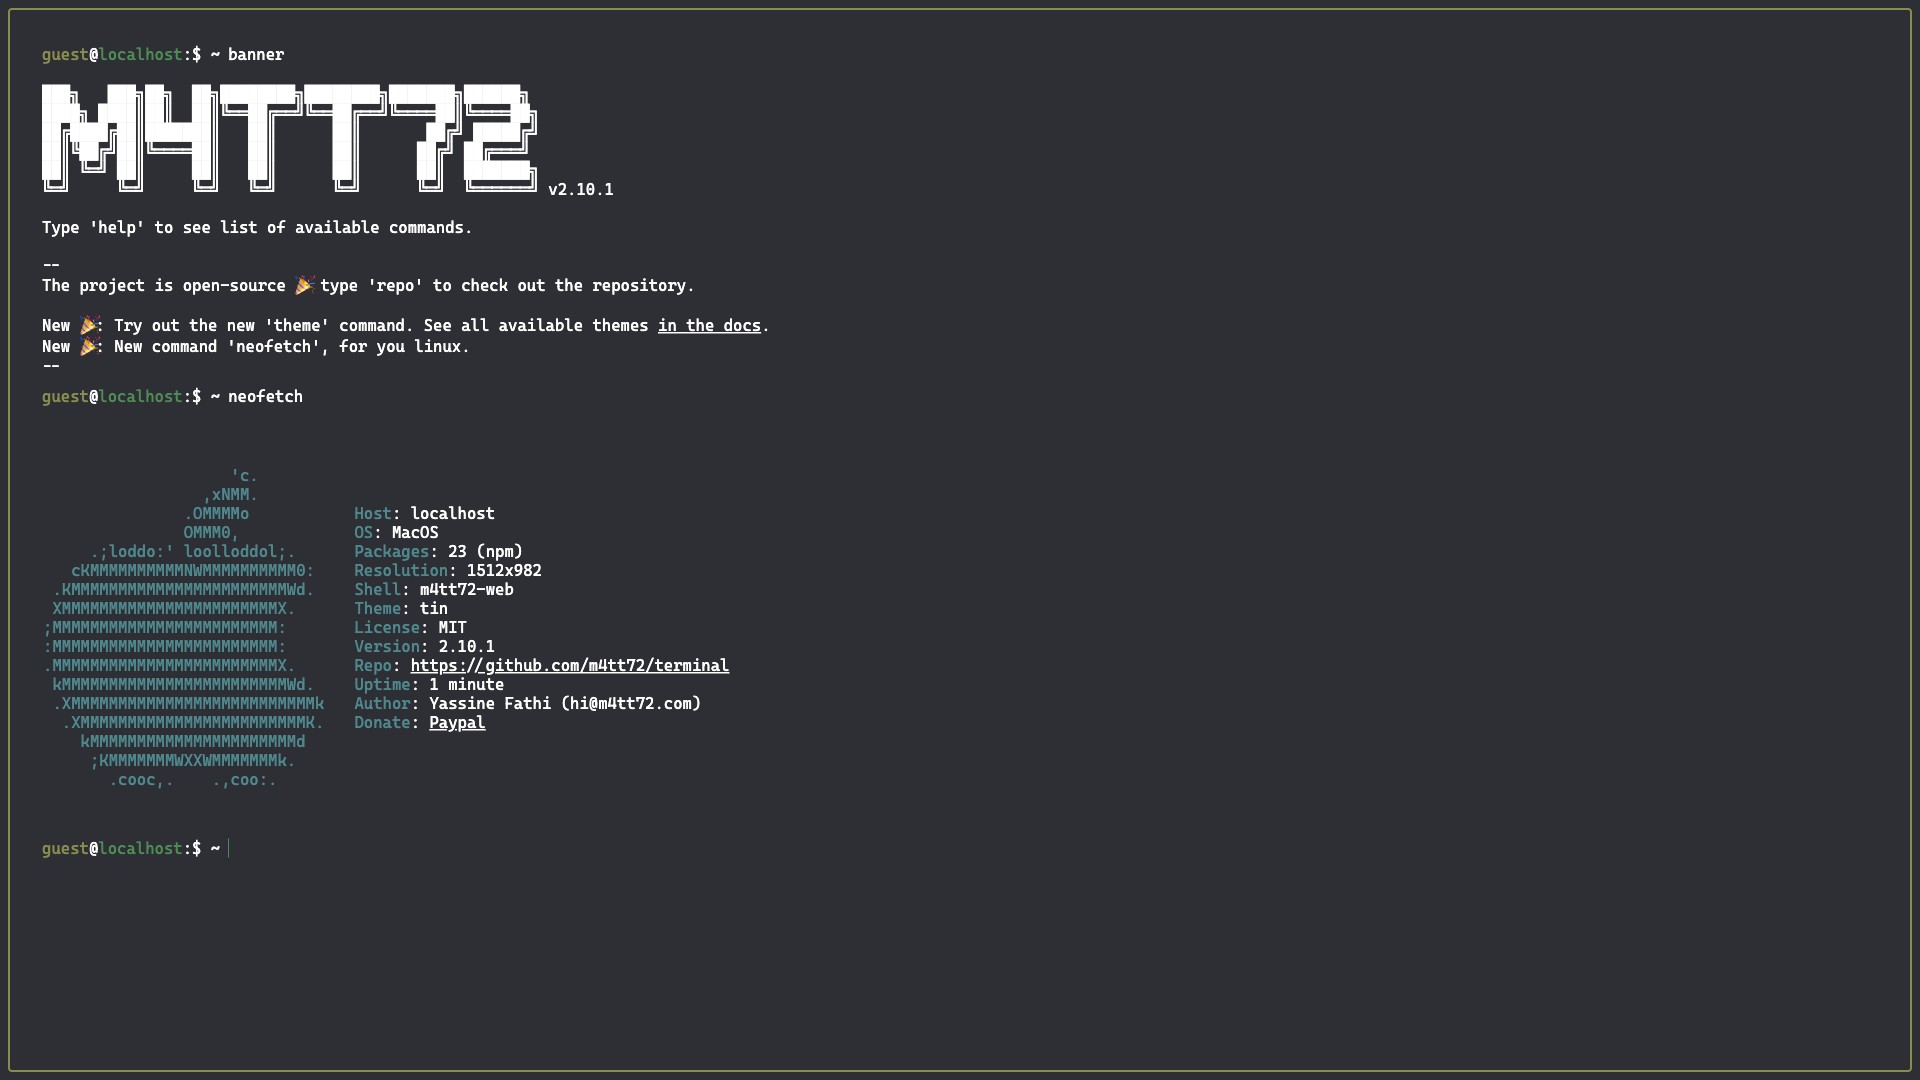 guest@localhost:$ ~ banner
M4TT72 v2.10.1
Type 'help' to see list of available commands.
--
The project is open-source 🎉 type 'repo' to check out the repository.
New 🎉: Try out the new 'theme' command. See all available themes in the docs.
New 🎉: New command 'neofetch', for you linux.
--
guest@localhost:$ ~ neofetch
'c.
,xNMM.
.OMMMMo Host: localhost
OMMM0, OS: MacOS
.;loddo:' loolloddol;. Packages: 23 (npm)
cKMMMMMMMMMMNWMMMMMMMMMM0: Resolution: 1512x982
.KMMMMMMMMMMMMMMMMMMMMMMMWd. Shell: m4tt72-web
XMMMMMMMMMMMMMMMMMMMMMMMX. Theme: tin
;MMMMMMMMMMMMMMMMMMMMMMMM: License: MIT
:MMMMMMMMMMMMMMMMMMMMMMMM: Version: 2.10.1
.MMMMMMMMMMMMMMMMMMMMMMMMX. Repo: https://github.com/m4tt72/terminal
kMMMMMMMMMMMMMMMMMMMMMMMMWd. Uptime: 1 minute
.XMMMMMMMMMMMMMMMMMMMMMMMMMMk Author: Yassine Fathi (hi@m4tt72.com)
.XMMMMMMMMMMMMMMMMMMMMMMMMK. Donate: Paypal
kMMMMMMMMMMMMMMMMMMMMMMd
;KMMMMMMMWXXWMMMMMMMk.
.cooc,. .,coo:.
guest@localhost:$ ~